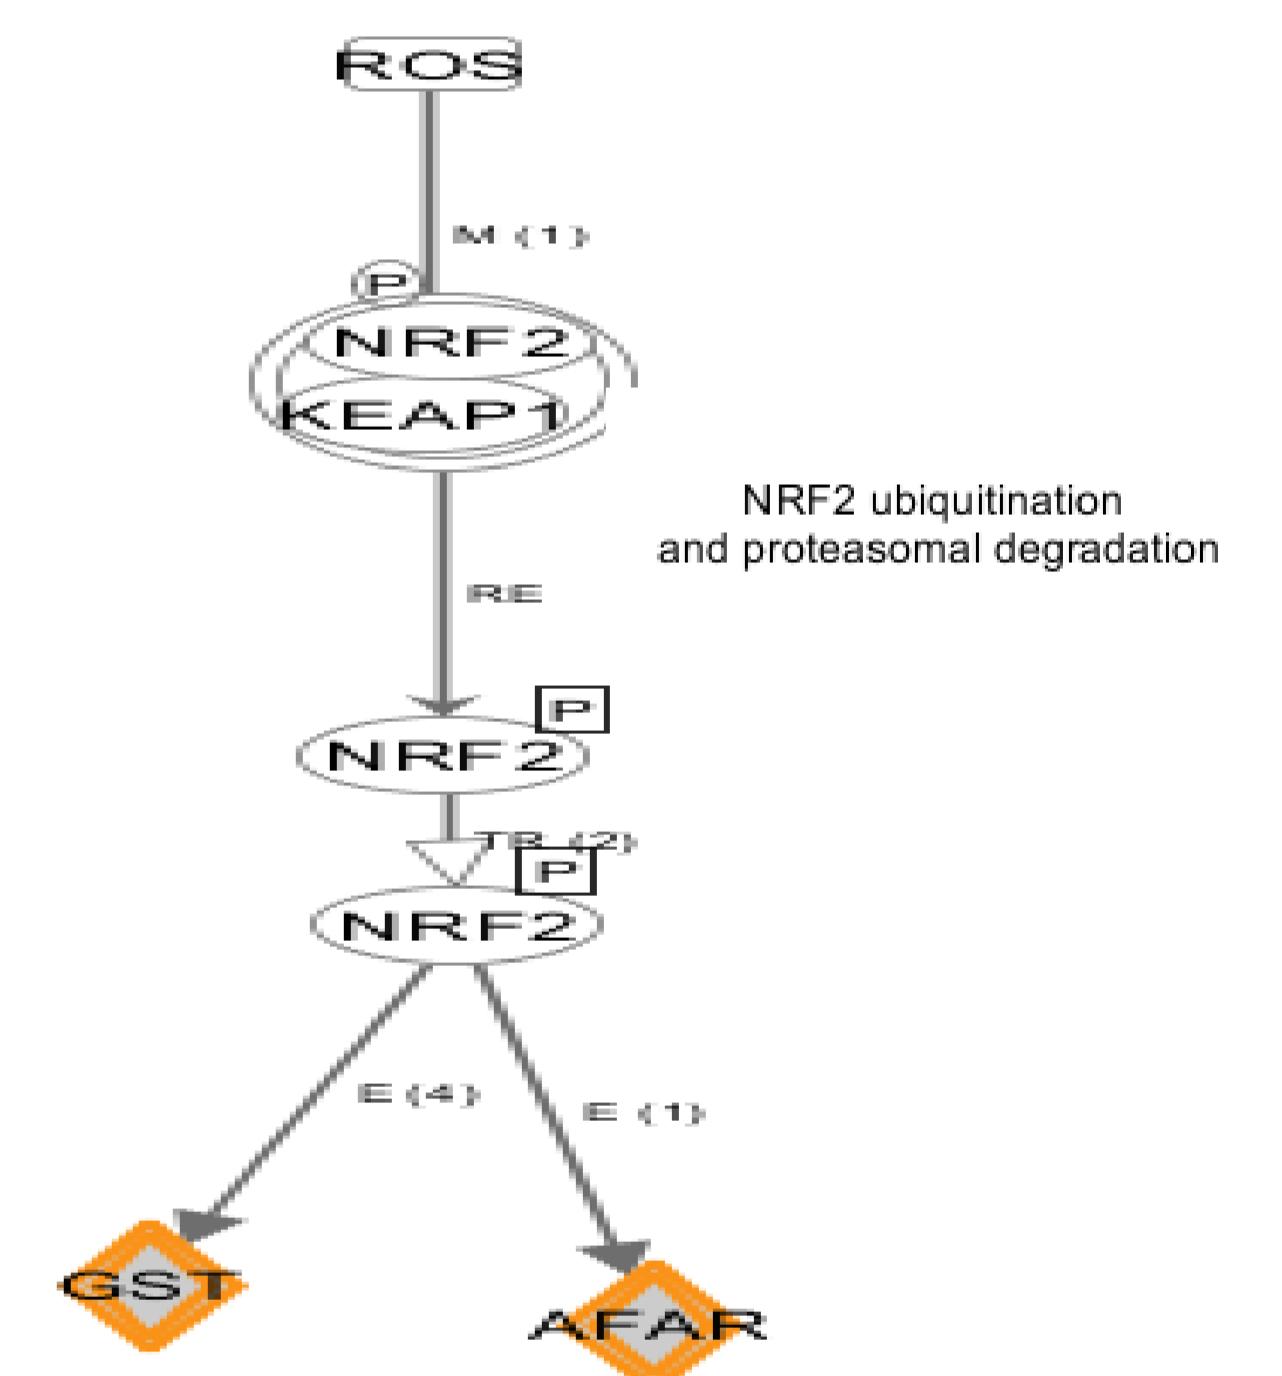 ROS
M (1)
P
NRF2
KEAP1
NRF2 ubiquitination
and proteasomal degradation
RE
P
NRF2
TR (2)
P
NRF2
E (4)
E (1)
GST
AFAR